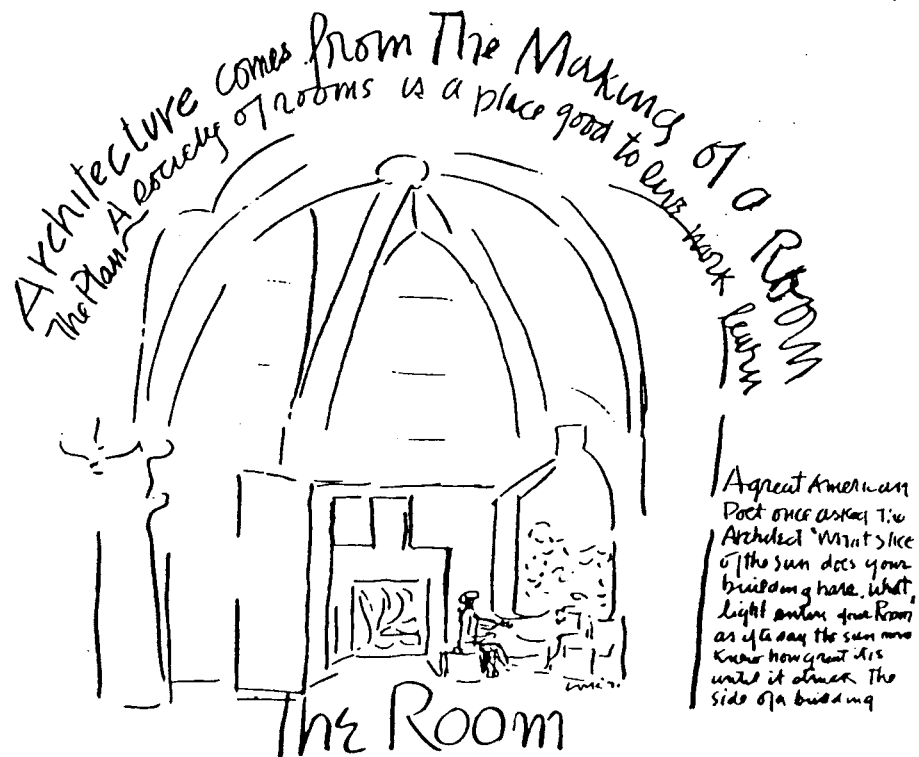 Architecture comes from The Making of a Room
The Plan A society of rooms is a place good to live work learn
A great American
Poet once asked The
Architect 'What slice
of the sun does your
building have. What
light enters your Room'
as if to say the sun never
knew how great it is
until it struck the
side of a building
The Room